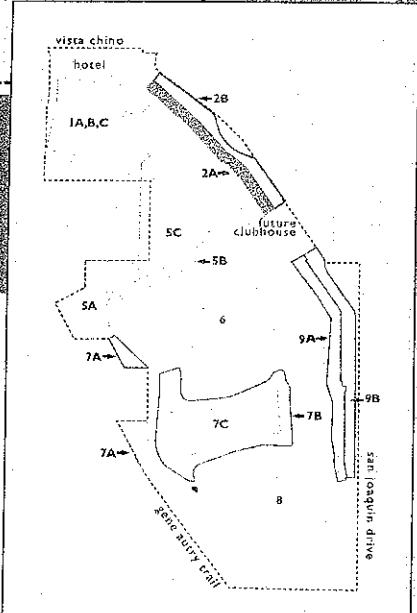 vista chino
hotel
1A,B,C
2B
2A
future
clubhouse
5C
5B
5A
6
7A
9A
9B
7C
7B
7A
8
gene autry trail
san joaquin drive